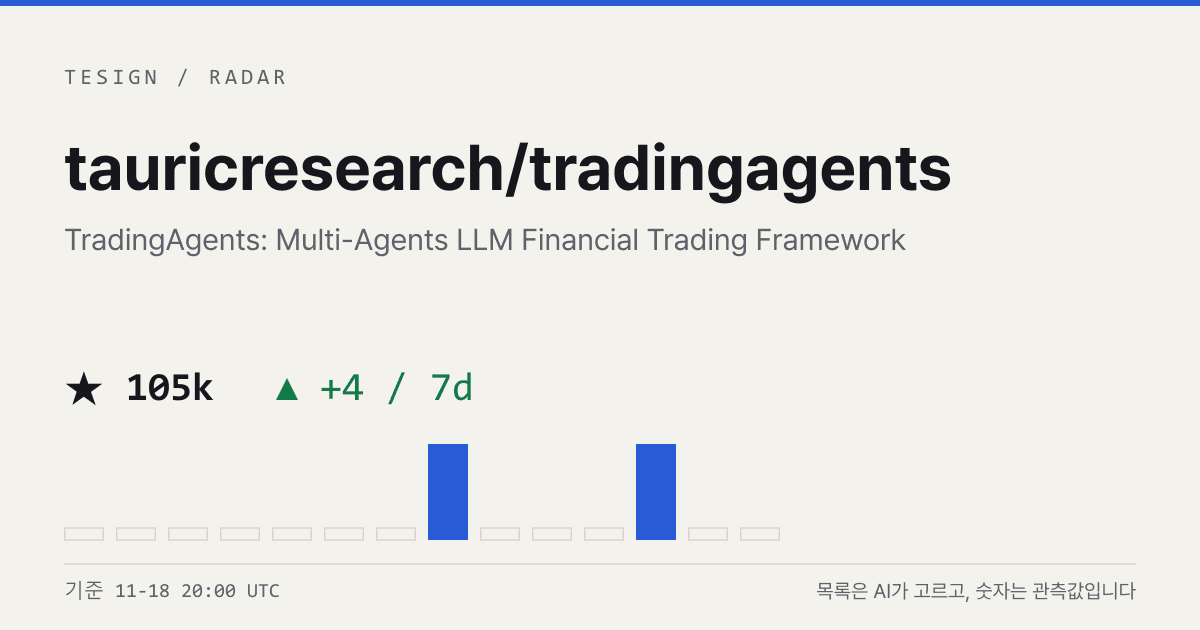 TESIGN / RADAR
tauricresearch/tradingagents
TradingAgents: Multi-Agents LLM Financial Trading Framework
★ 105k ▲ +4 / 7d
기준 11-18 20:00 UTC
목록은 AI가 고르고, 숫자는 관측값입니다